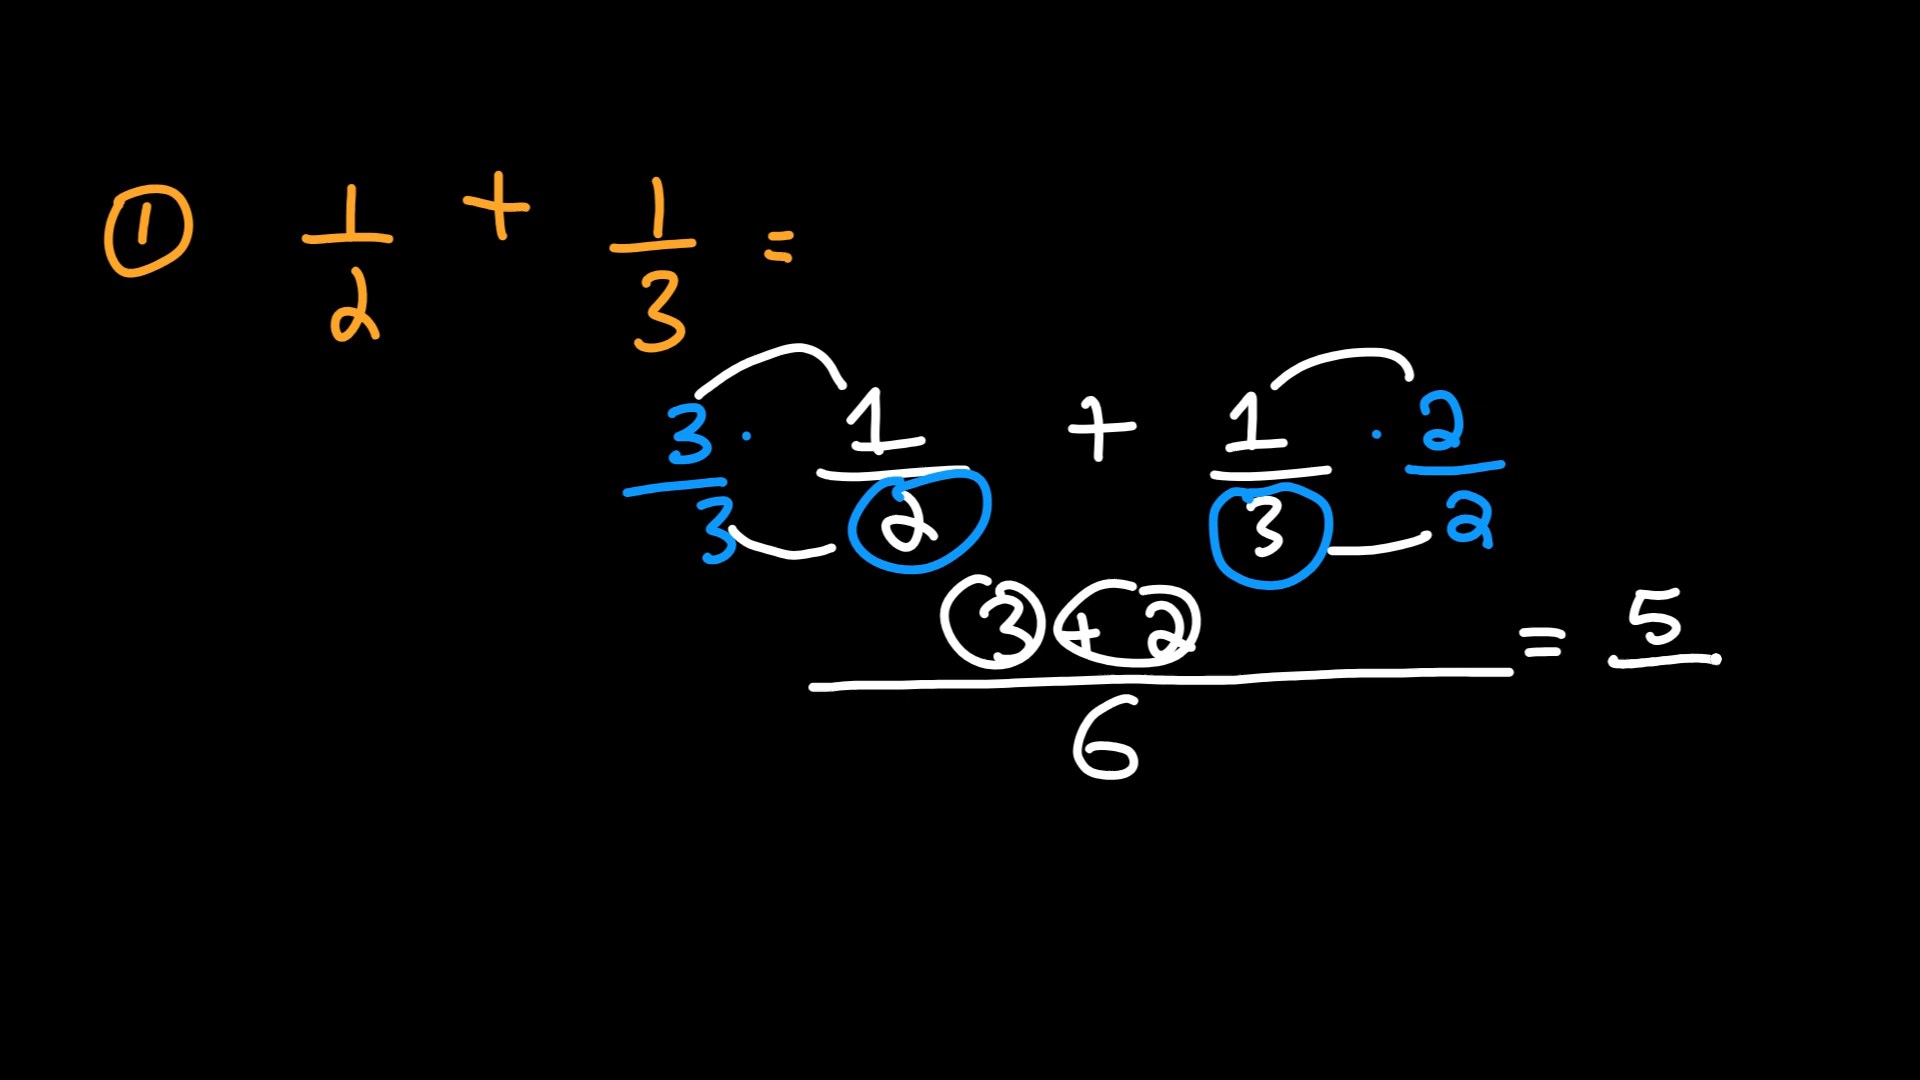 ① 1/2 + 1/3 =
3/3 · 1/2 + 1/3 · 2/2
(3)(+ 2)/6 = 5/